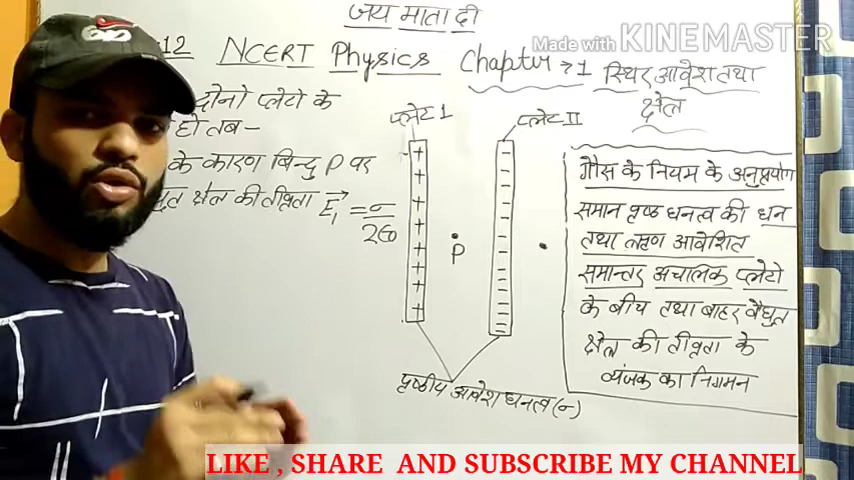 जय माता दी
Made with KINEMASTER
12 NCERT Physics Chapter → 1 स्थिर आवेश तथा
क्षेत्र
दोनो प्लेटो के
हो तब –
के कारण बिन्दु P पर
क्षेत्र की तीव्रता E₁ = σ/2ϵ₀
प्लेट I
प्लेट II
P
पृष्ठीय आवेश घनत्व (σ)
गौस के नियम के अनुप्रयोग
समान पृष्ठ घनत्व की धन
तथा ऋण आवेशित
समान्तर अचालिक प्लेटो
के बीच तथा बाहर वैद्युत
क्षेत्र की तीव्रता के
व्यंजक का निगमन
LIKE , SHARE AND SUBSCRIBE MY CHANNEL